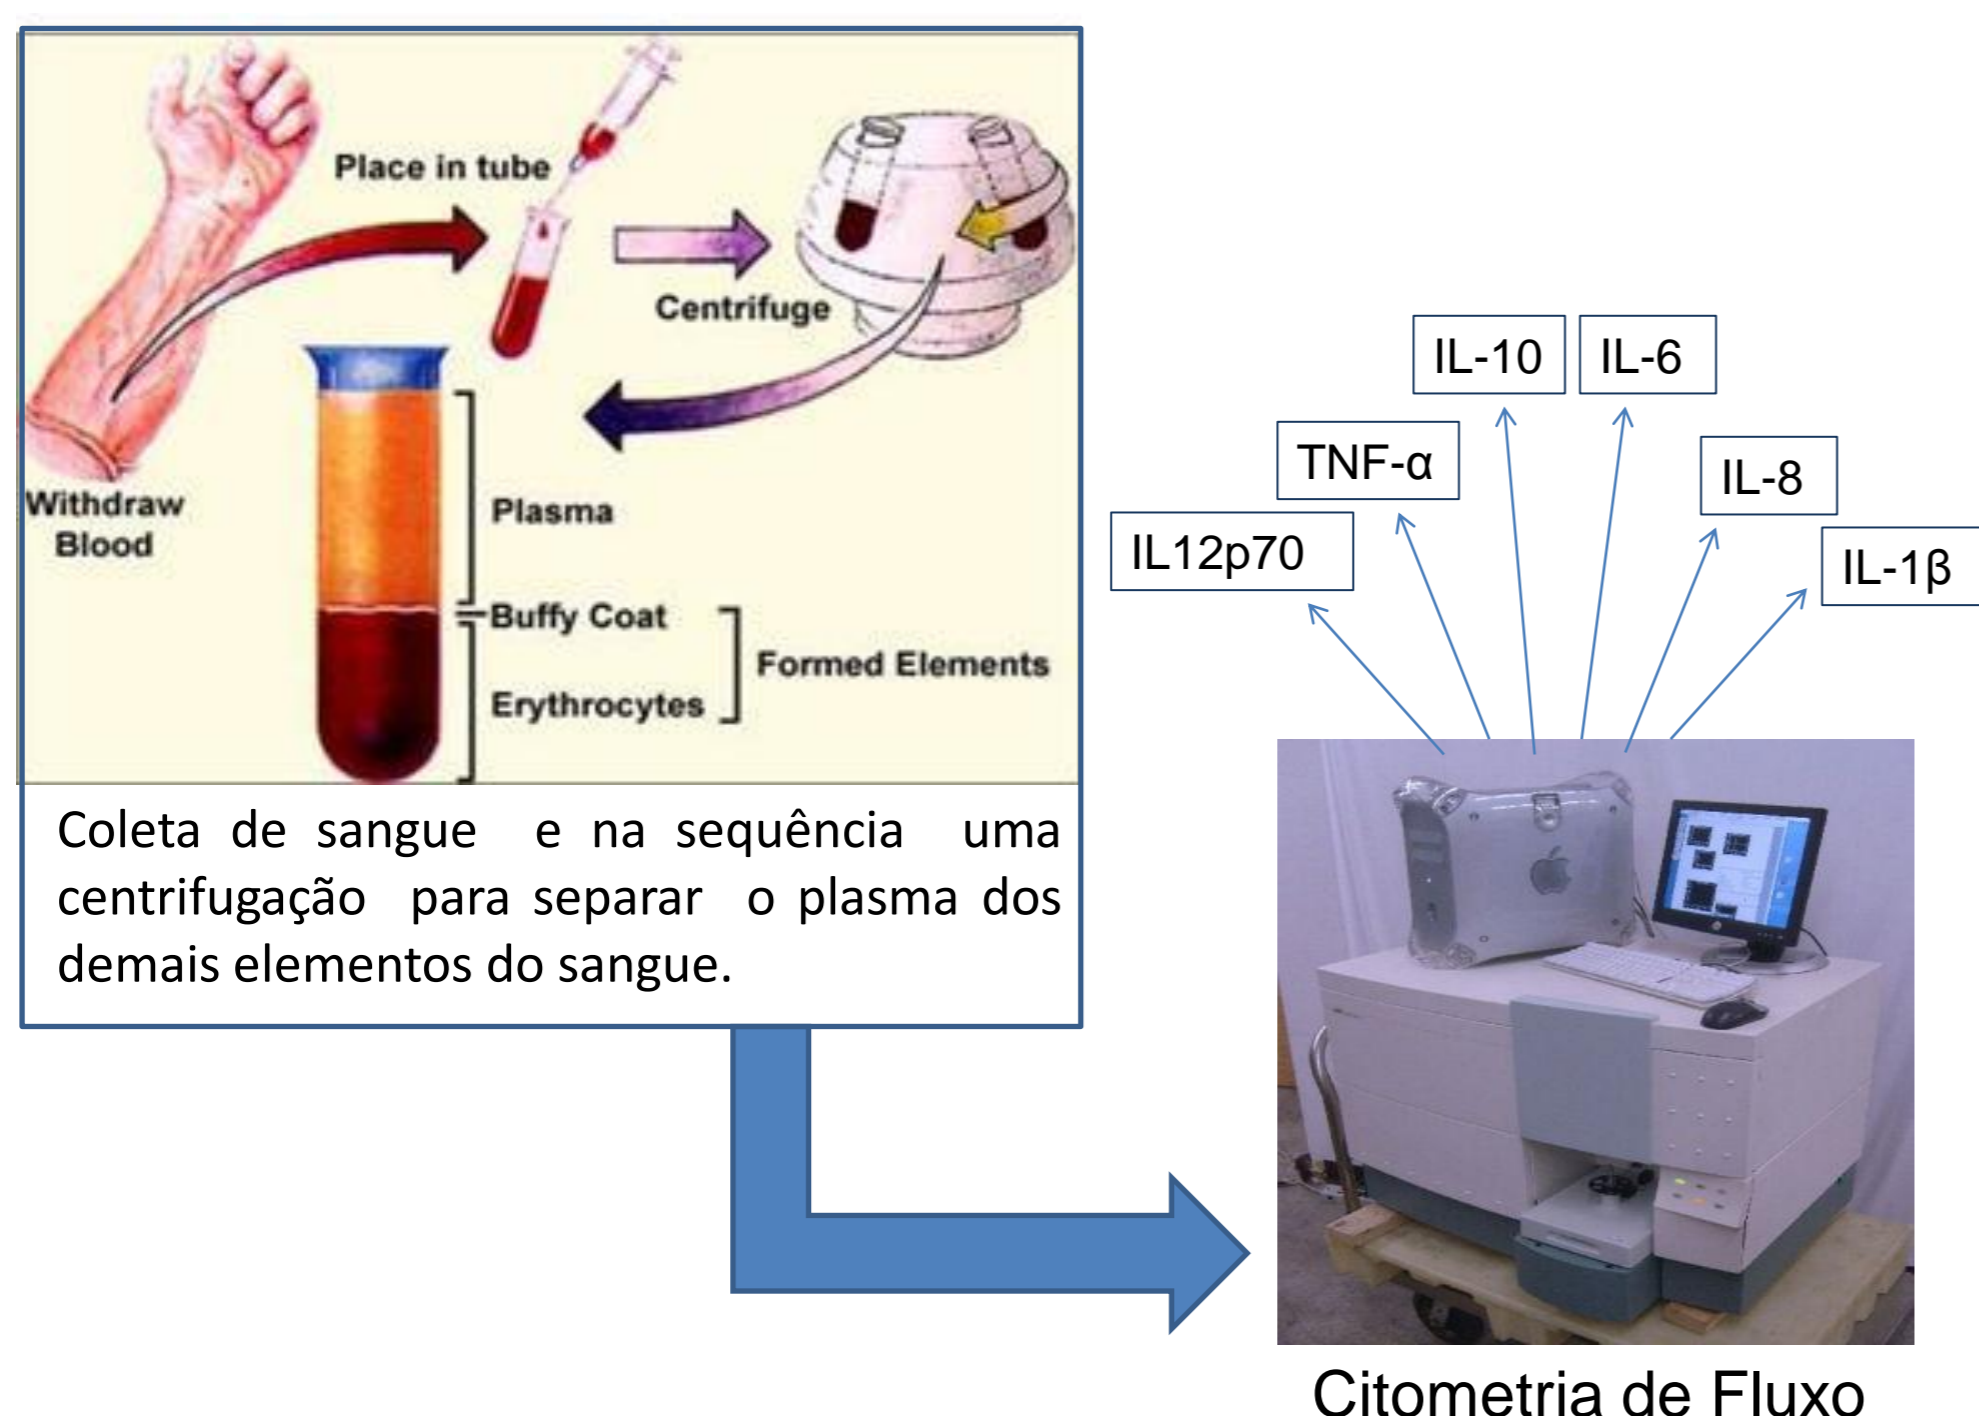 Place in tube
Centrifuge
Withdraw
Blood
Plasma
Buffy Coat
Formed Elements
Erythrocytes
Coleta de sangue e na sequência uma
centrifugação para separar o plasma dos
demais elementos do sangue.
IL-10
IL-6
TNF-α
IL-8
IL12p70
IL-1β
Citometria de Fluxo